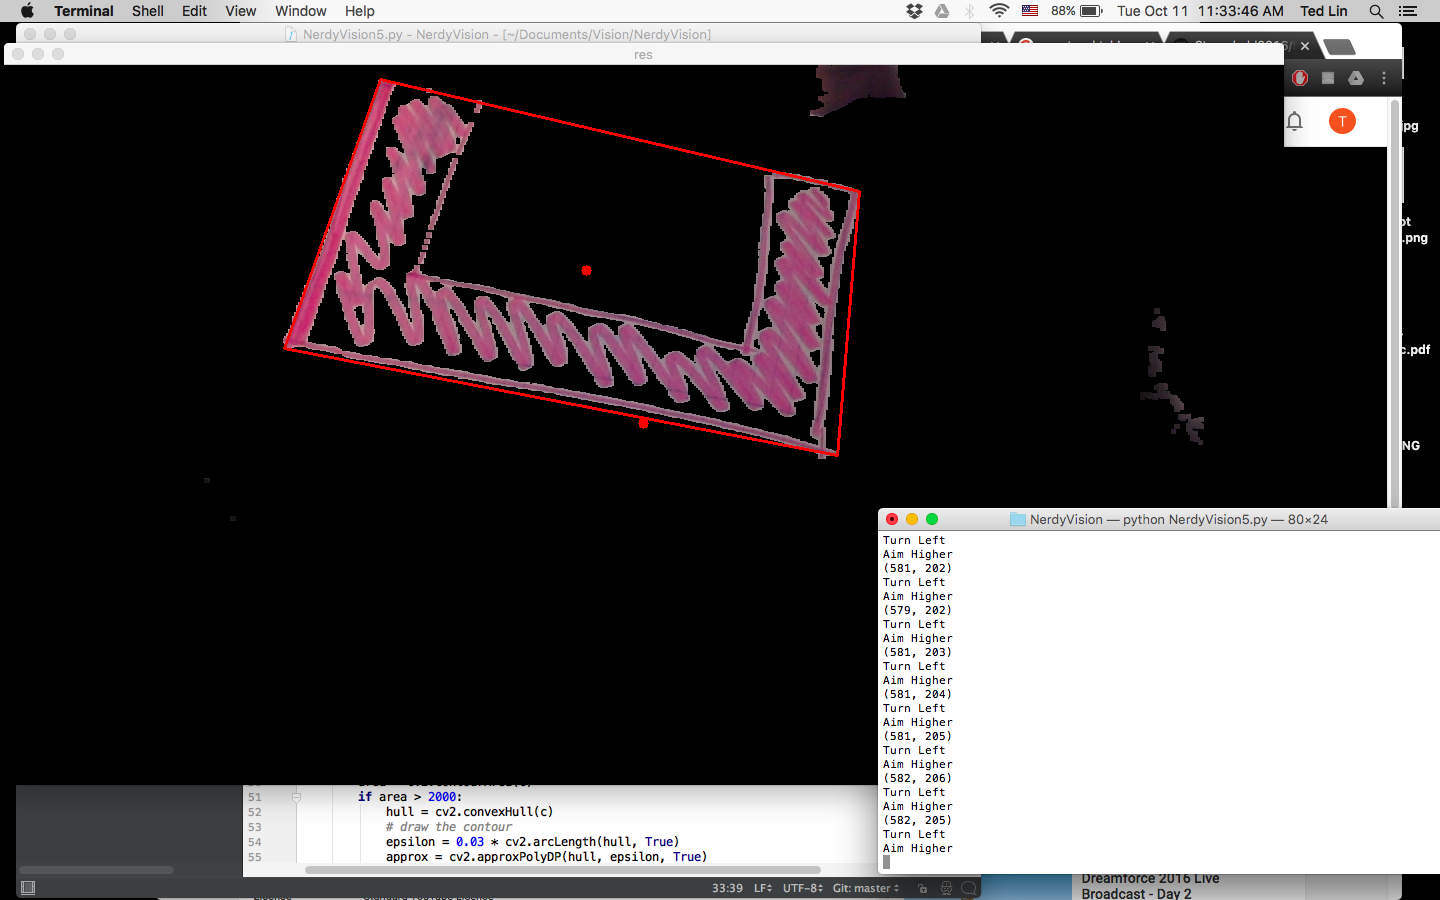 Terminal Shell Edit View Window Help 88% Tue Oct 11 11:33:46 AM Ted Lin
NerdyVision5.py - NerdyVision - [~/Documents/Vision/NerdyVision]
res
T
jpg
.png
c.pdf
NG
NerdyVision — python NerdyVision5.py — 80×24
Turn Left
Aim Higher
(581, 202)
Turn Left
Aim Higher
(579, 202)
Turn Left
Aim Higher
(581, 203)
Turn Left
Aim Higher
(581, 204)
Turn Left
Aim Higher
(581, 205)
Turn Left
Aim Higher
(582, 206)
Turn Left
Aim Higher
(582, 205)
Turn Left
Aim Higher
51 if area > 2000:
52 hull = cv2.convexHull(c)
53 # draw the contour
54 epsilon = 0.03 * cv2.arcLength(hull, True)
55 approx = cv2.approxPolyDP(hull, epsilon, True)
33:39 LF UTF-8 Git: master
Dreamforce 2016 Live
Broadcast - Day 2